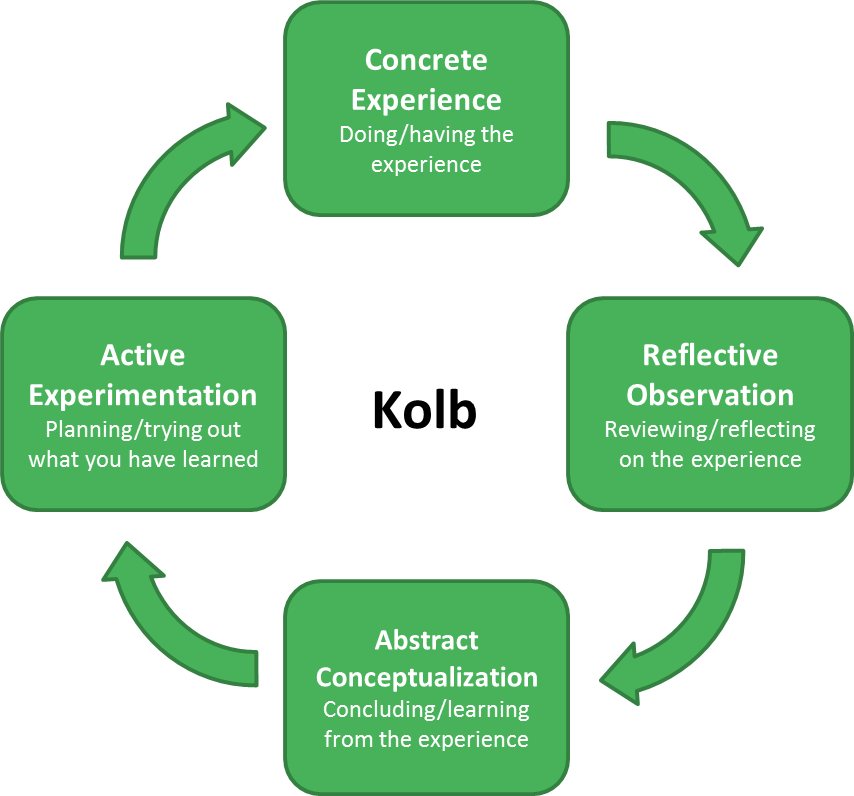 Concrete
Experience
Doing/having the
experience
Reflective
Observation
Reviewing/reflecting
on the experience
Abstract
Conceptualization
Concluding/learning
from the experience
Active
Experimentation
Planning/trying out
what you have learned
Kolb